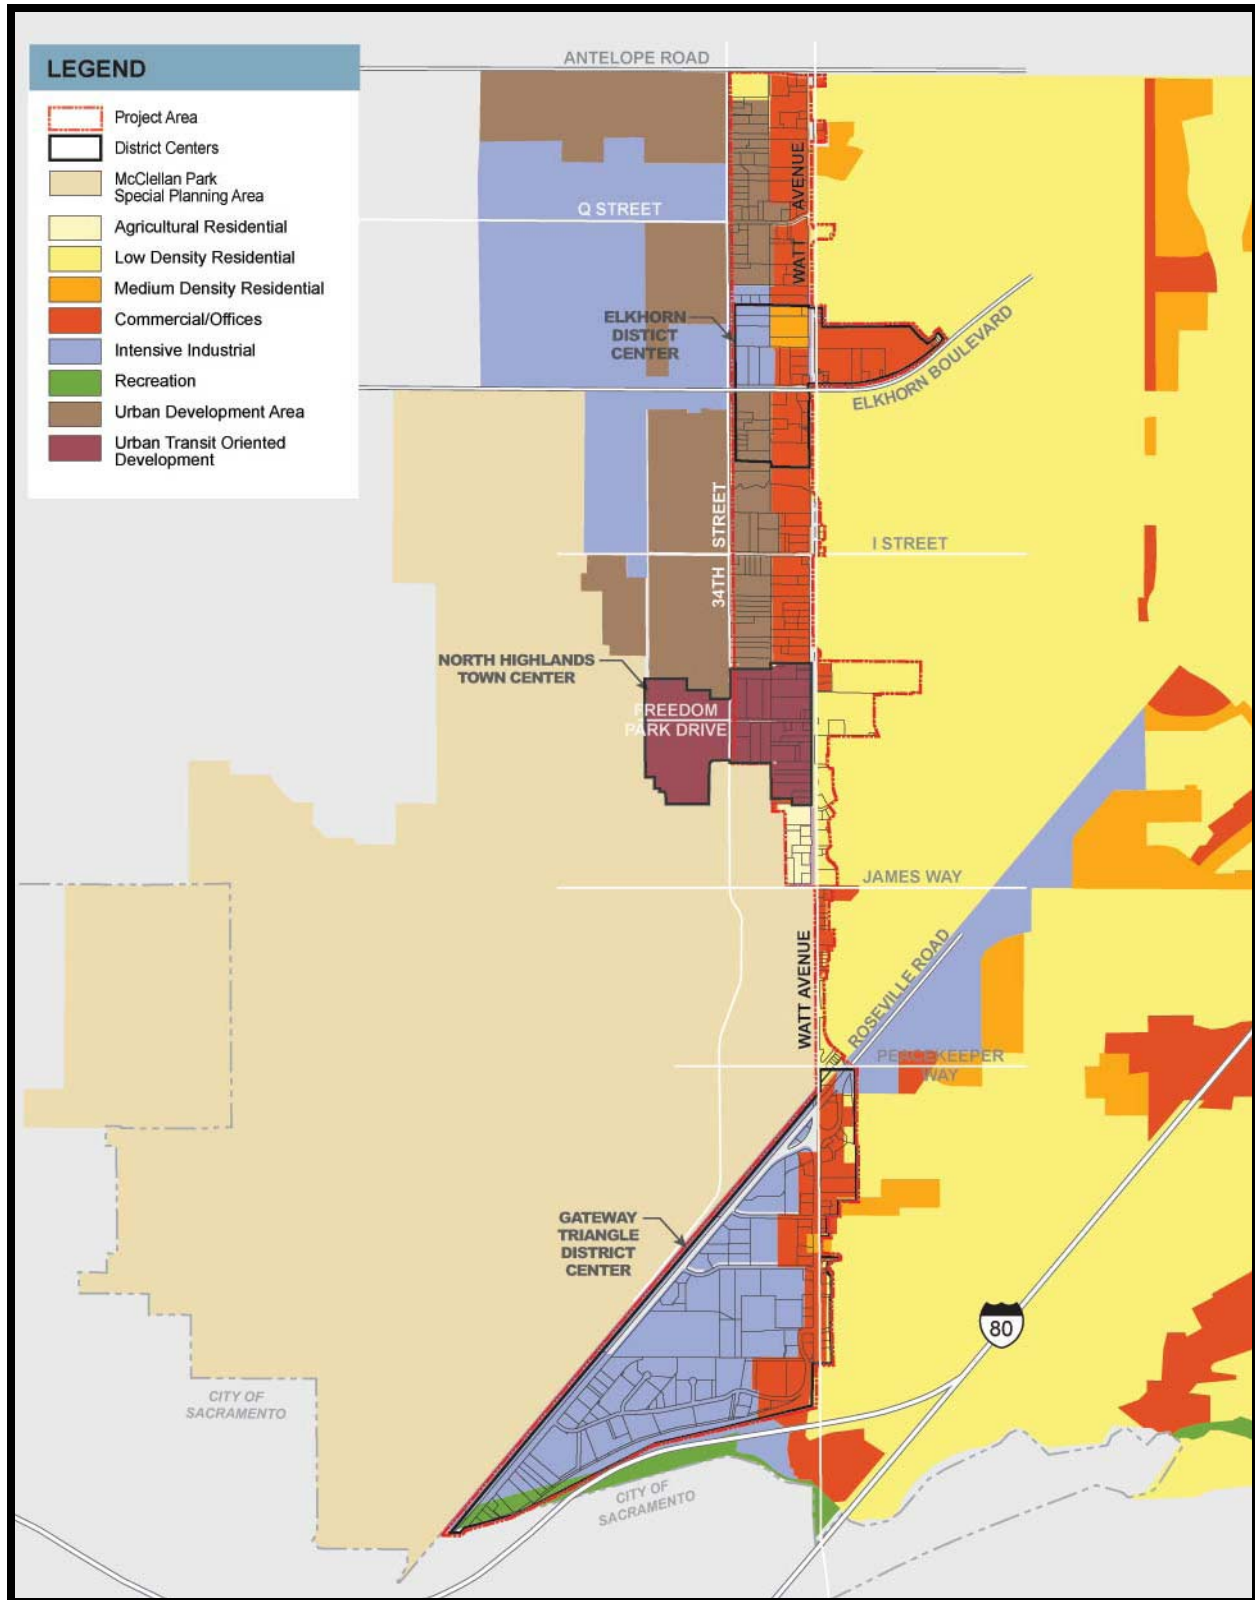 LEGEND
Project Area
District Centers
McClellan Park
Special Planning Area
Agricultural Residential
Low Density Residential
Medium Density Residential
Commercial/Offices
Intensive Industrial
Recreation
Urban Development Area
Urban Transit Oriented
Development
ANTELOPE ROAD
WATT AVENUE
Q STREET
ELKHORN
DISTICT
CENTER
ELKHORN BOULEVARD
34TH STREET
I STREET
NORTH HIGHLANDS
TOWN CENTER
FREEDOM
PARK DRIVE
JAMES WAY
WATT AVENUE
ROSEVILLE ROAD
PEACEKEEPER
WAY
GATEWAY
TRIANGLE
DISTRICT
CENTER
80
CITY OF
SACRAMENTO
CITY OF
SACRAMENTO